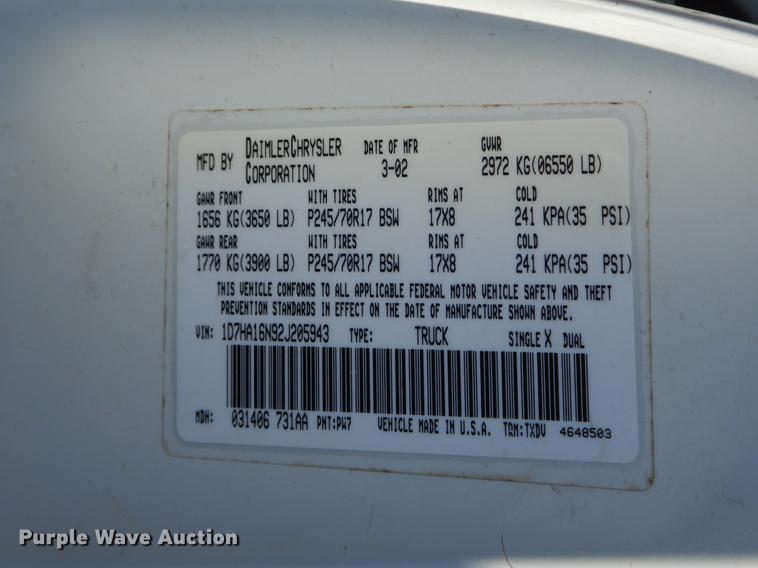 MFD BY DAIMLERCHRYSLER CORPORATION DATE OF MFR 3-02 GVWR 2972 KG(06550 LB)
GAWR FRONT WITH TIRES RIMS AT COLD
1656 KG(3650 LB) P245/70R17 BSW 17X8 241 KPA(35 PSI)
GAWR REAR WITH TIRES RIMS AT COLD
1770 KG(3900 LB) P245/70R17 BSW 17X8 241 KPA(35 PSI)
THIS VEHICLE CONFORMS TO ALL APPLICABLE FEDERAL MOTOR VEHICLE SAFETY AND THEFT
PREVENTION STANDARDS IN EFFECT ON THE DATE OF MANUFACTURE SHOWN ABOVE.
VIN: 1D7HA16N92J205943 TYPE: TRUCK SINGLE X DUAL
MDH: 031406 731AA PNT:PW7 VEHICLE MADE IN U.S.A. TRM:TXDV 4648503
Purple Wave Auction